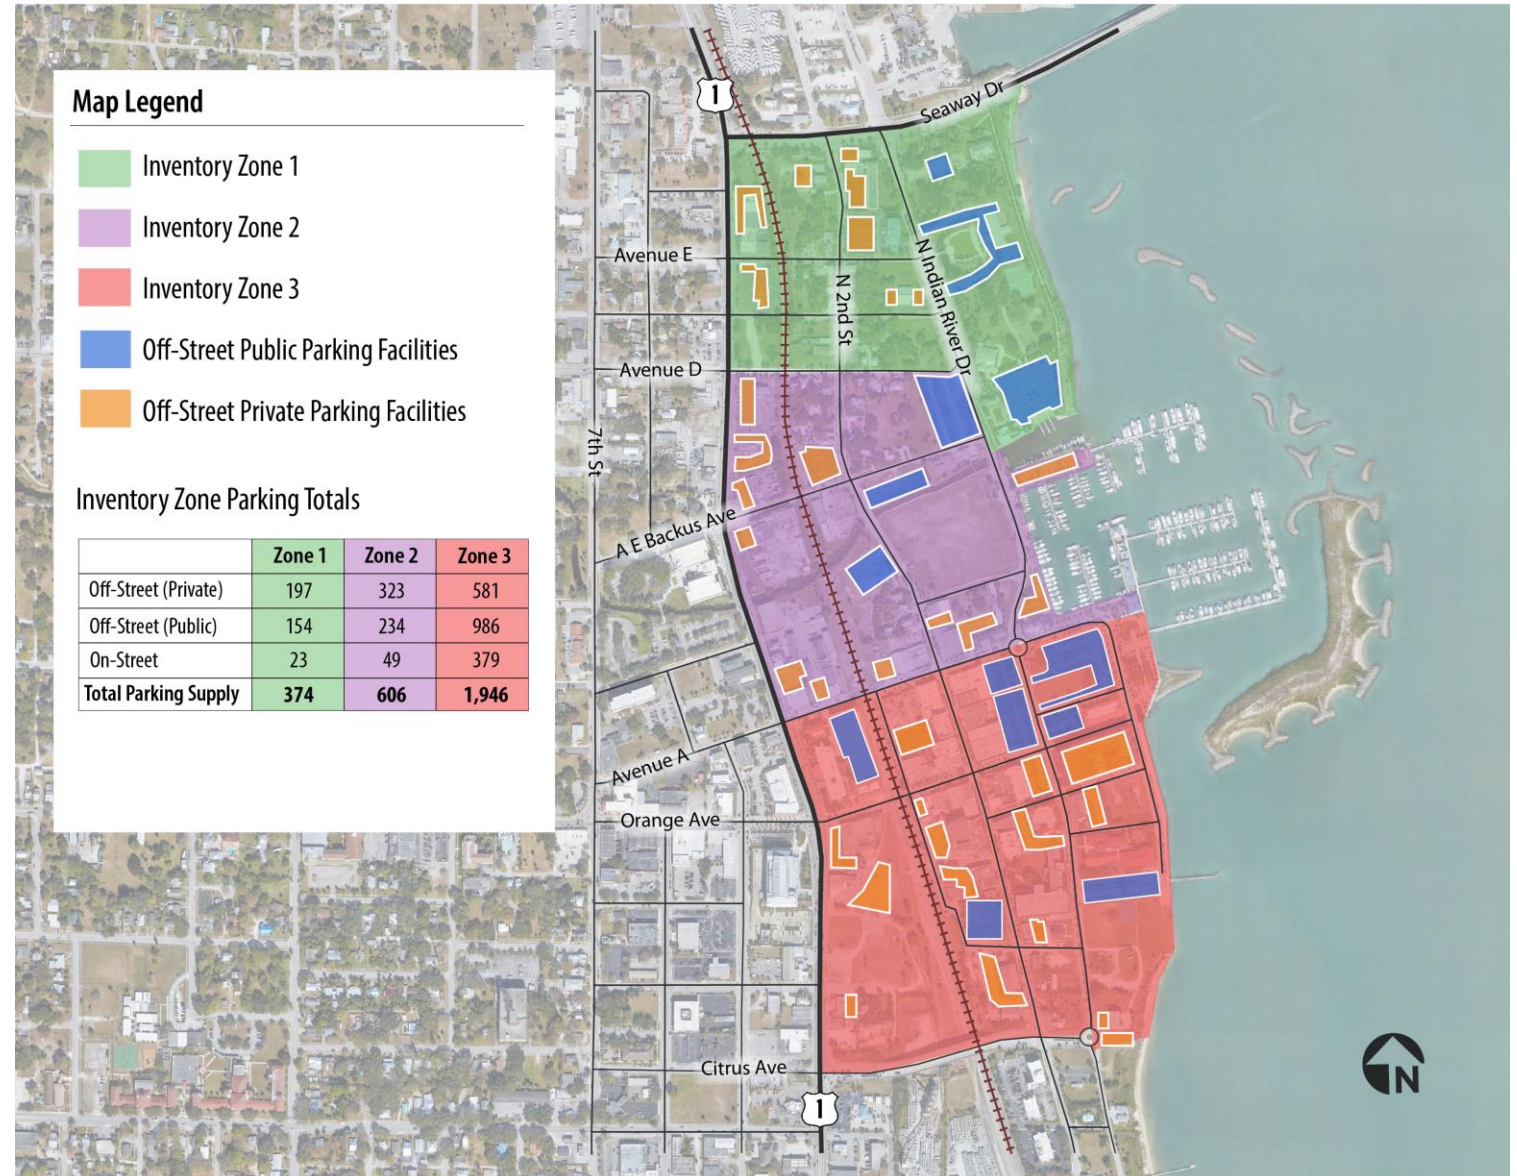 Map Legend
Inventory Zone 1
Inventory Zone 2
Inventory Zone 3
Off-Street Public Parking Facilities
Off-Street Private Parking Facilities
Inventory Zone Parking Totals
Zone 1 Zone 2 Zone 3
Off-Street (Private) 197 323 581
Off-Street (Public) 154 234 986
On-Street 23 49 379
Total Parking Supply 374 606 1,946
1
Seaway Dr
Avenue E
N 2nd St
N Indian River Dr
Avenue D
7th St
A E Backus Ave
Avenue A
Orange Ave
Citrus Ave
1
N